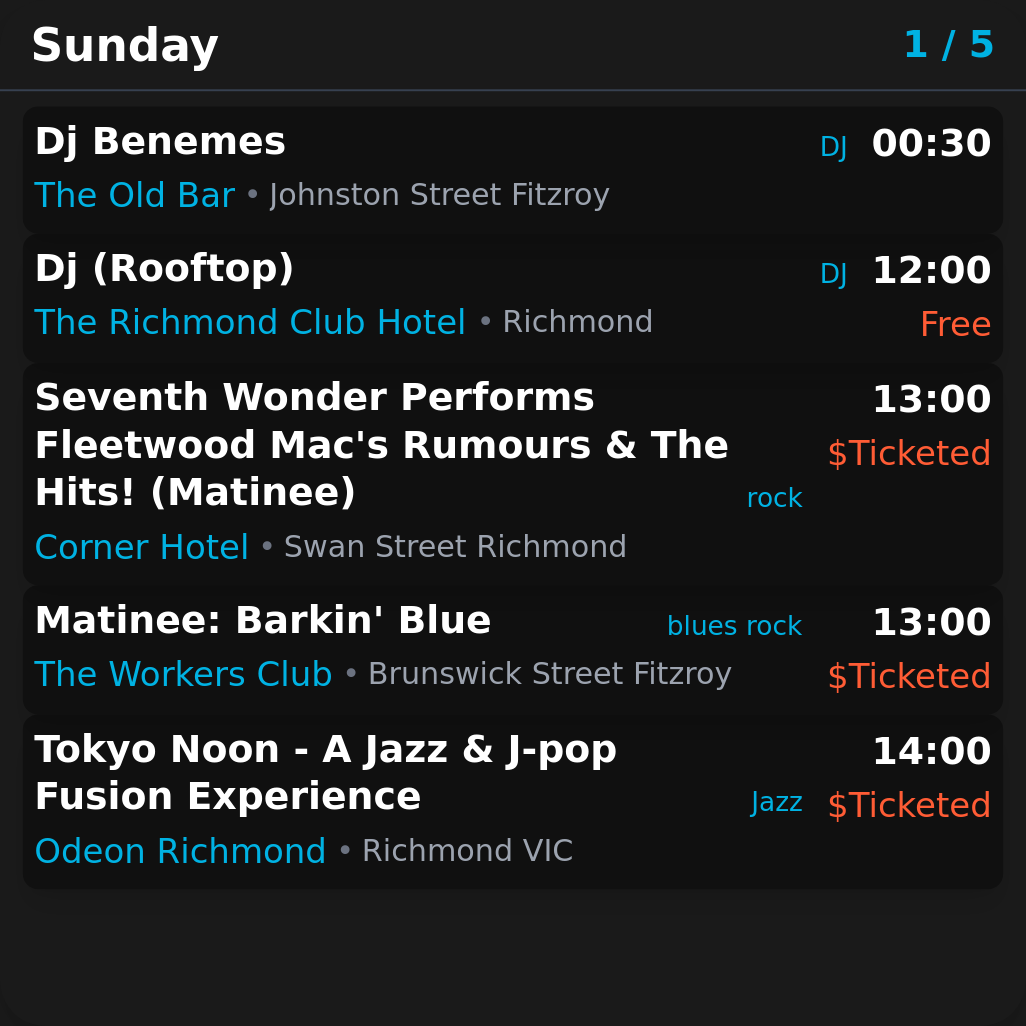 Sunday 1 / 5
Dj Benemes DJ 00:30
The Old Bar • Johnston Street Fitzroy
Dj (Rooftop) DJ 12:00
The Richmond Club Hotel • Richmond Free
Seventh Wonder Performs 13:00
Fleetwood Mac's Rumours & The $Ticketed
Hits! (Matinee) rock
Corner Hotel • Swan Street Richmond
Matinee: Barkin' Blue blues rock 13:00
The Workers Club • Brunswick Street Fitzroy $Ticketed
Tokyo Noon - A Jazz & J-pop 14:00
Fusion Experience Jazz $Ticketed
Odeon Richmond • Richmond VIC